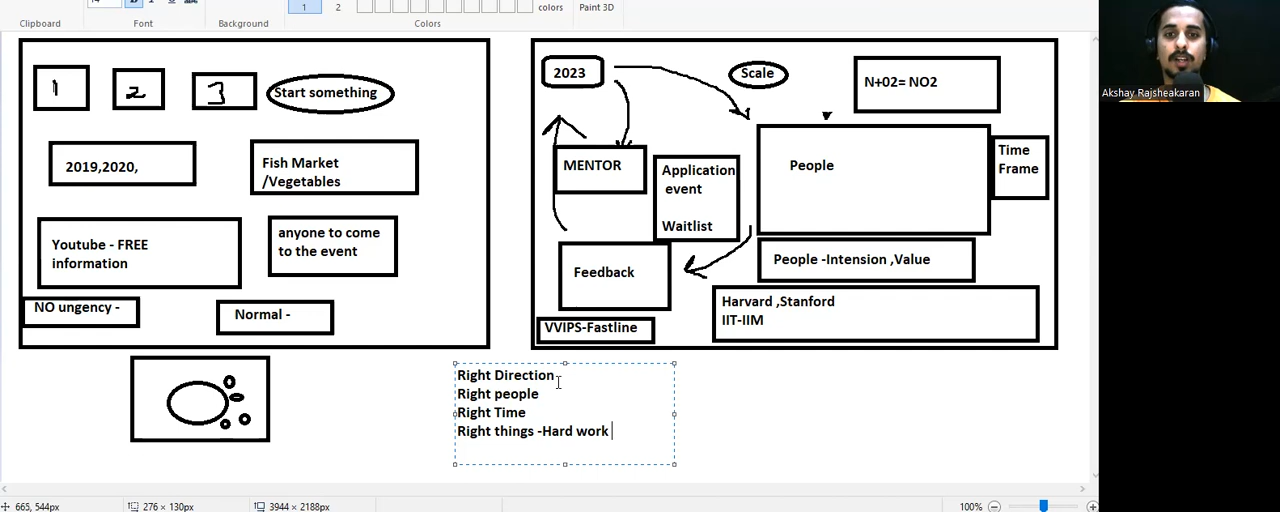 Clipboard
Font
Background
1
2
Colors
colors
Paint 3D
Akshay Rajsheakaran
1
2
3
Start something
2019,2020,
Fish Market
/Vegetables
Youtube - FREE
information
anyone to come
to the event
NO ungency -
Normal -
2023
Scale
N+02= NO2
MENTOR
Application
event
Waitlist
People
Time
Frame
People -Intension ,Value
Feedback
Harvard ,Stanford
IIT-IIM
VVIPS-Fastline
Right Direction
Right people
Right Time
Right things -Hard work
665, 544px
276 × 130px
3944 × 2188px
100%